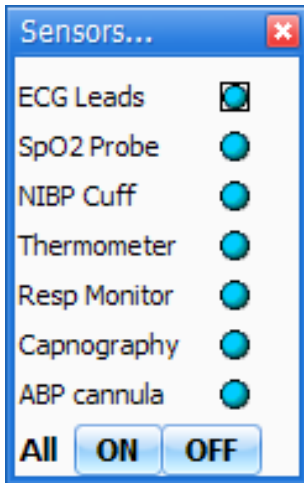 Sensors...
ECG Leads
SpO2 Probe
NIBP Cuff
Thermometer
Resp Monitor
Capnography
ABP cannula
All ON OFF